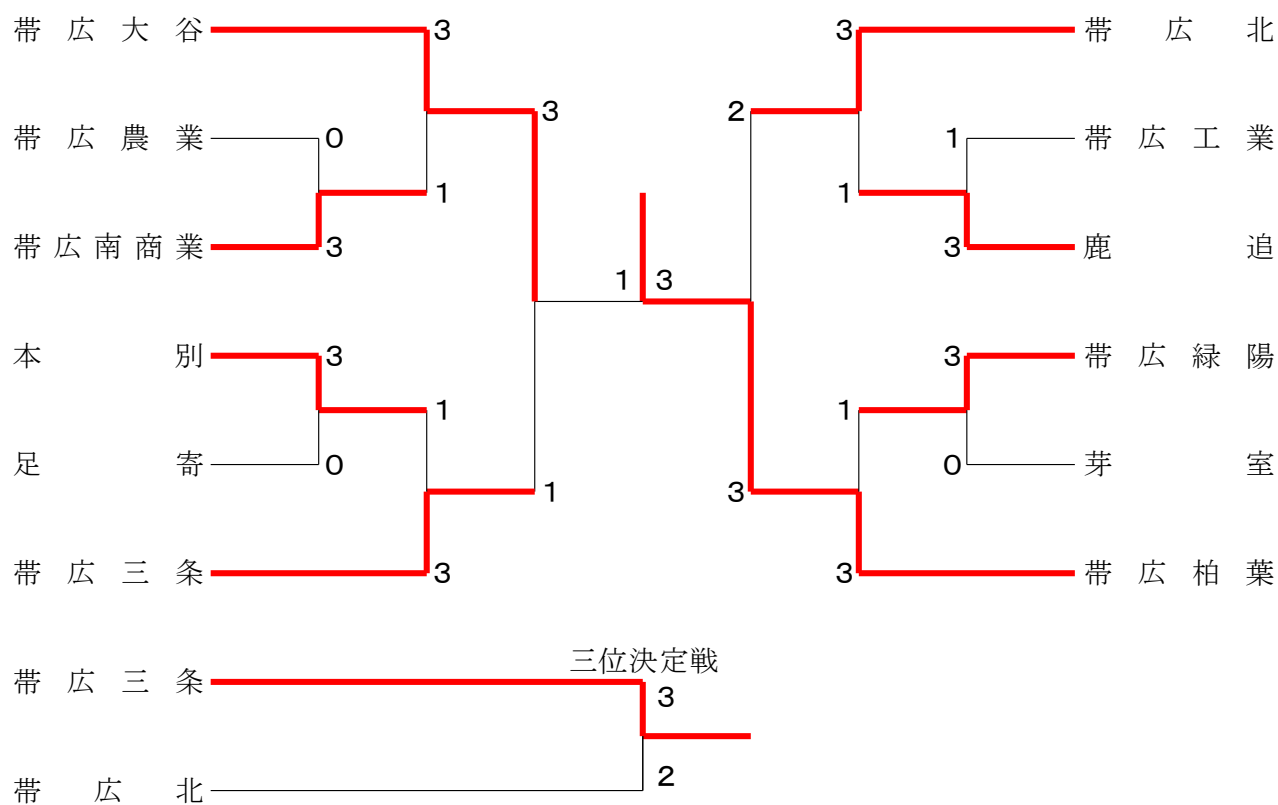 帯広大谷 3 3 帯広北
3 2
帯広農業 0 1 帯広工業
1 1
帯広南商業 3 3 鹿追
1 3
本別 3 3 帯広緑陽
1 1
足寄 0 0 芽室
1 3
帯広三条 3 3 帯広柏葉
三位決定戦
帯広三条 3
帯広北 2